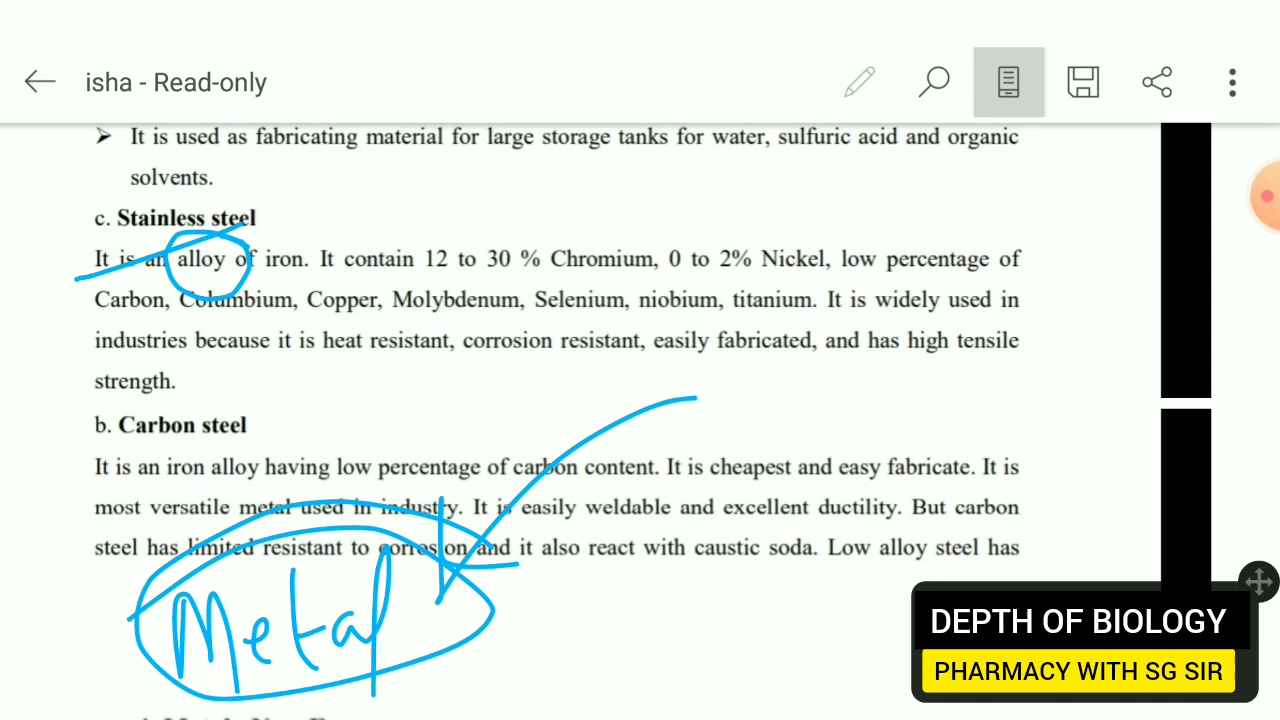 isha - Read-only
➤ It is used as fabricating material for large storage tanks for water, sulfuric acid and organic
solvents.
c. Stainless steel
It is an alloy of iron. It contain 12 to 30 % Chromium, 0 to 2% Nickel, low percentage of
Carbon, Columbium, Copper, Molybdenum, Selenium, niobium, titanium. It is widely used in
industries because it is heat resistant, corrosion resistant, easily fabricated, and has high tensile
strength.
b. Carbon steel
It is an iron alloy having low percentage of carbon content. It is cheapest and easy fabricate. It is
most versatile metal used in industry. It is easily weldable and excellent ductility. But carbon
steel has limited resistant to corrosion and it also react with caustic soda. Low alloy steel has
Metal
DEPTH OF BIOLOGY
PHARMACY WITH SG SIR